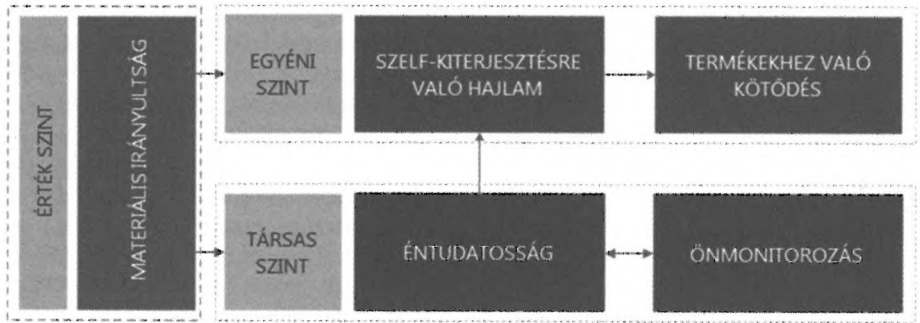 ÉRTÉK SZINT
MATERIÁLIS IRÁNYULTSÁG
EGYÉNI
SZINT
SZELF-KITERJESZTÉSRE
VALÓ HAJLAM
TERMÉKEKHEZ VALÓ
KÖTŐDÉS
TÁRSAS
SZINT
ÉNTUDATOSSÁG
ÖNMONITOROZÁS